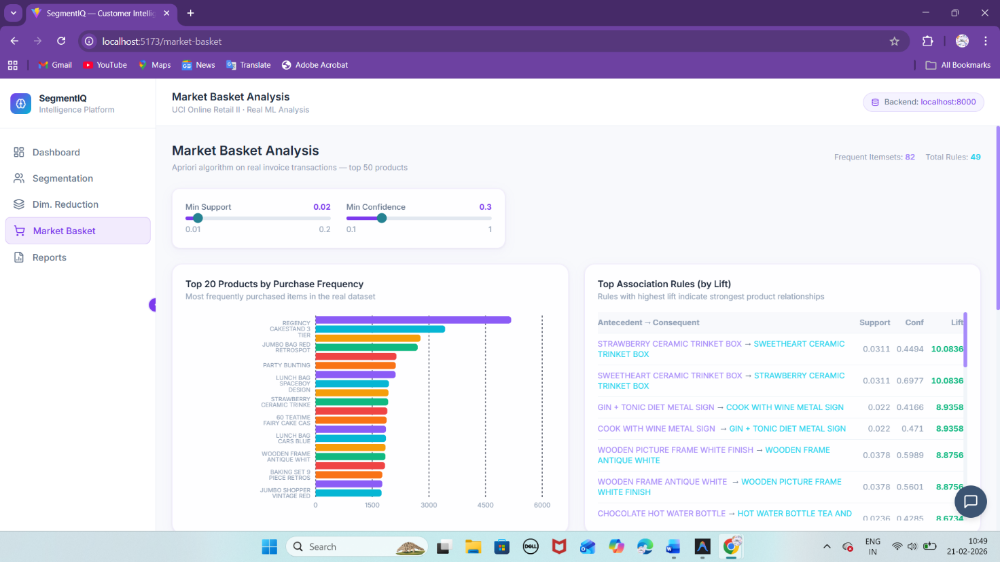 SegmentIQ — Customer Intellig
localhost:5173/market-basket
Gmail
YouTube
Maps
News
Translate
Adobe Acrobat
All Bookmarks
SegmentIQ
Intelligence Platform
Dashboard
Segmentation
Dim. Reduction
Market Basket
Reports
Market Basket Analysis
UCI Online Retail II · Real ML Analysis
Backend: localhost:8000
Market Basket Analysis
Apriori algorithm on real invoice transactions — top 50 products
Frequent Itemsets: 82 Total Rules: 49
Min Support 0.02
0.01 0.2
Min Confidence 0.3
0.1 1
Top 20 Products by Purchase Frequency
Most frequently purchased items in the real dataset
REGENCY
CAKESTAND 3
TIER
JUMBO BAG RED
RETROSPOT
PARTY BUNTING
LUNCH BAG
SPACEBOY
DESIGN
STRAWBERRY
CERAMIC TRINKE
60 TEATIME
FAIRY CAKE CAS
LUNCH BAG
CARS BLUE
WOODEN FRAME
ANTIQUE WHIT
BAKING SET 9
PIECE RETROS
JUMBO SHOPPER
VINTAGE RED
0 1500 3000 4500 6000
Top Association Rules (by Lift)
Rules with highest lift indicate strongest product relationships
Antecedent → Consequent Support Conf Lift
STRAWBERRY CERAMIC TRINKET BOX → SWEETHEART CERAMIC
TRINKET BOX 0.0311 0.4494 10.0836
SWEETHEART CERAMIC TRINKET BOX → STRAWBERRY CERAMIC
TRINKET BOX 0.0311 0.6977 10.0836
GIN + TONIC DIET METAL SIGN → COOK WITH WINE METAL SIGN 0.022 0.4166 8.9358
COOK WITH WINE METAL SIGN → GIN + TONIC DIET METAL SIGN 0.022 0.471 8.9358
WOODEN PICTURE FRAME WHITE FINISH → WOODEN FRAME
ANTIQUE WHITE 0.0378 0.5989 8.8756
WOODEN FRAME ANTIQUE WHITE → WOODEN PICTURE FRAME
WHITE FINISH 0.0378 0.5601 8.8756
CHOCOLATE HOT WATER BOTTLE → HOT WATER BOTTLE TEA AND
0.0236 0.4285 8.6734
Search
DELL
ENG
IN
10:49
21-02-2026